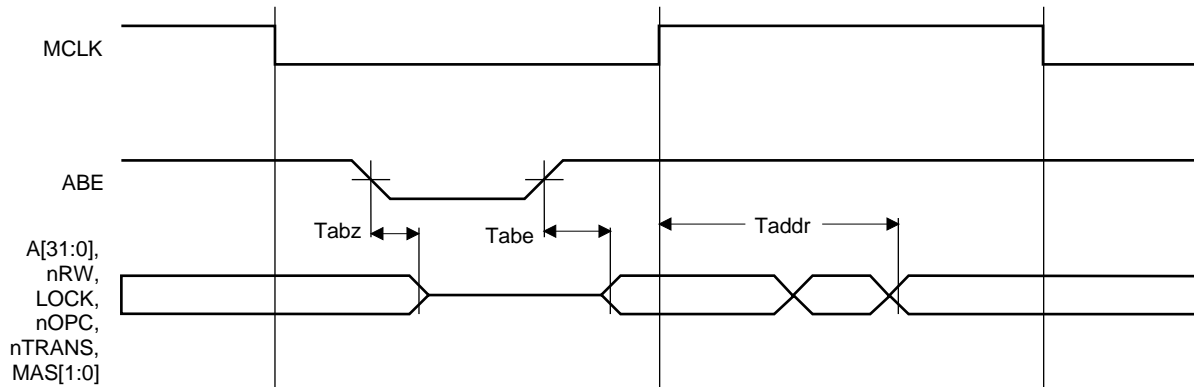 MCLK
ABE
Tabz
Tabe
Taddr
A[31:0],
nRW
LOCK,
nOPC,
nTRANS,
MAS[1:0]